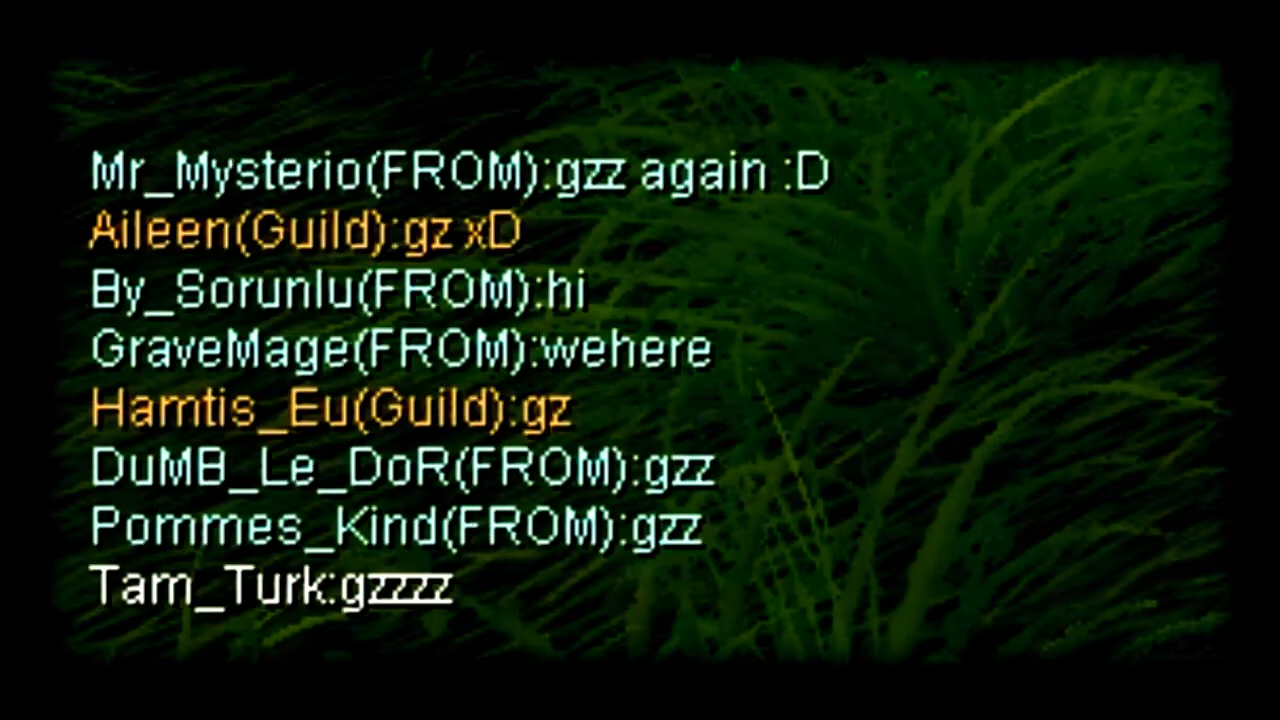 Mr_Mysterio(FROM):gzz again :D
Aileen(Guild):gz xD
By_Sorunlu(FROM):hi
GraveMage(FROM):wehere
Hamtis_Eu(Guild):gz
DuMB_Le_DoR(FROM):gzz
Pommes_Kind(FROM):gzz
Tam_Turk:gzzzz